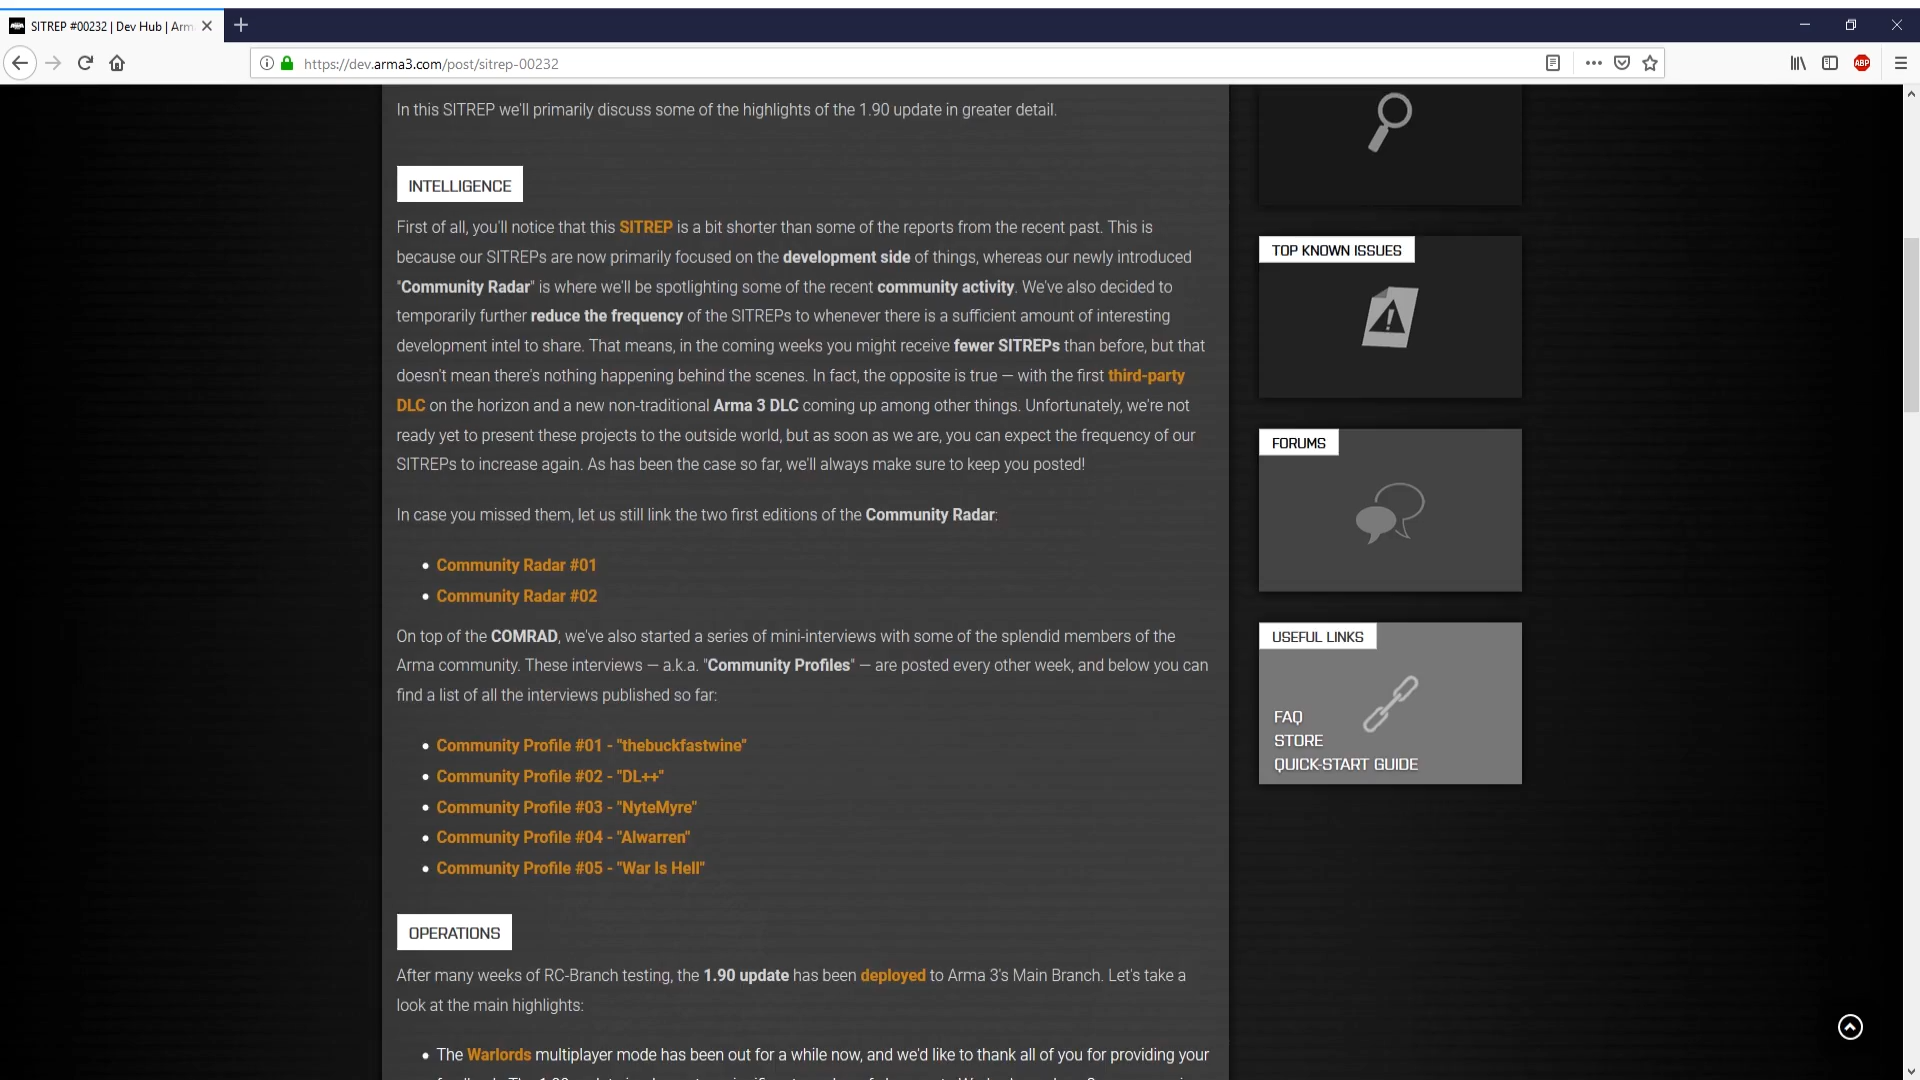 SITREP #00232 | Dev Hub | Arm
https://dev.arma3.com/post/sitrep-00232
ABP
In this SITREP we'll primarily discuss some of the highlights of the 1.90 update in greater detail.
INTELLIGENCE
First of all, you'll notice that this SITREP is a bit shorter than some of the reports from the recent past. This is
because our SITREPs are now primarily focused on the development side of things, whereas our newly introduced
"Community Radar" is where we'll be spotlighting some of the recent community activity. We've also decided to
temporarily further reduce the frequency of the SITREPs to whenever there is a sufficient amount of interesting
development intel to share. That means, in the coming weeks you might receive fewer SITREPs than before, but that
doesn't mean there's nothing happening behind the scenes. In fact, the opposite is true — with the first third-party
DLC on the horizon and a new non-traditional Arma 3 DLC coming up among other things. Unfortunately, we're not
ready yet to present these projects to the outside world, but as soon as we are, you can expect the frequency of our
SITREPs to increase again. As has been the case so far, we'll always make sure to keep you posted!
In case you missed them, let us still link the two first editions of the Community Radar:
Community Radar #01
Community Radar #02
On top of the COMRAD, we've also started a series of mini-interviews with some of the splendid members of the
Arma community. These interviews — a.k.a. "Community Profiles" — are posted every other week, and below you can
find a list of all the interviews published so far:
Community Profile #01 - "thebuckfastwine"
Community Profile #02 - "DL++"
Community Profile #03 - "NyteMyre"
Community Profile #04 - "Alwarren"
Community Profile #05 - "War Is Hell"
OPERATIONS
After many weeks of RC-Branch testing, the 1.90 update has been deployed to Arma 3's Main Branch. Let's take a
look at the main highlights:
The Warlords multiplayer mode has been out for a while now, and we'd like to thank all of you for providing your
TOP KNOWN ISSUES
FORUMS
USEFUL LINKS
FAQ
STORE
QUICK-START GUIDE